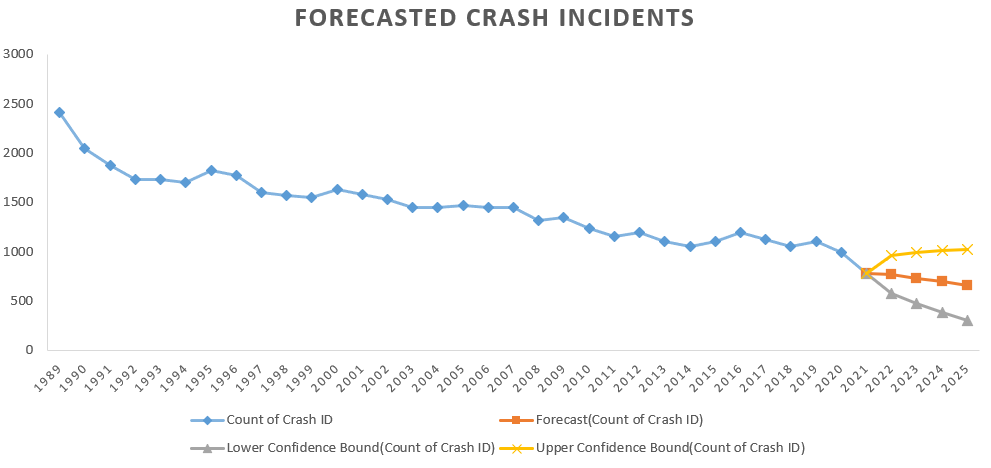 FORECASTED CRASH INCIDENTS
3000
2500
2000
1500
1000
500
0
1989 1990 1991 1992 1993 1994 1995 1996 1997 1998 1999 2000 2001 2002 2003 2004 2005 2006 2007 2008 2009 2010 2011 2012 2013 2014 2015 2016 2017 2018 2019 2020 2021 2022 2023 2024 2025
Count of Crash ID Forecast(Count of Crash ID)
Lower Confidence Bound(Count of Crash ID) Upper Confidence Bound(Count of Crash ID)